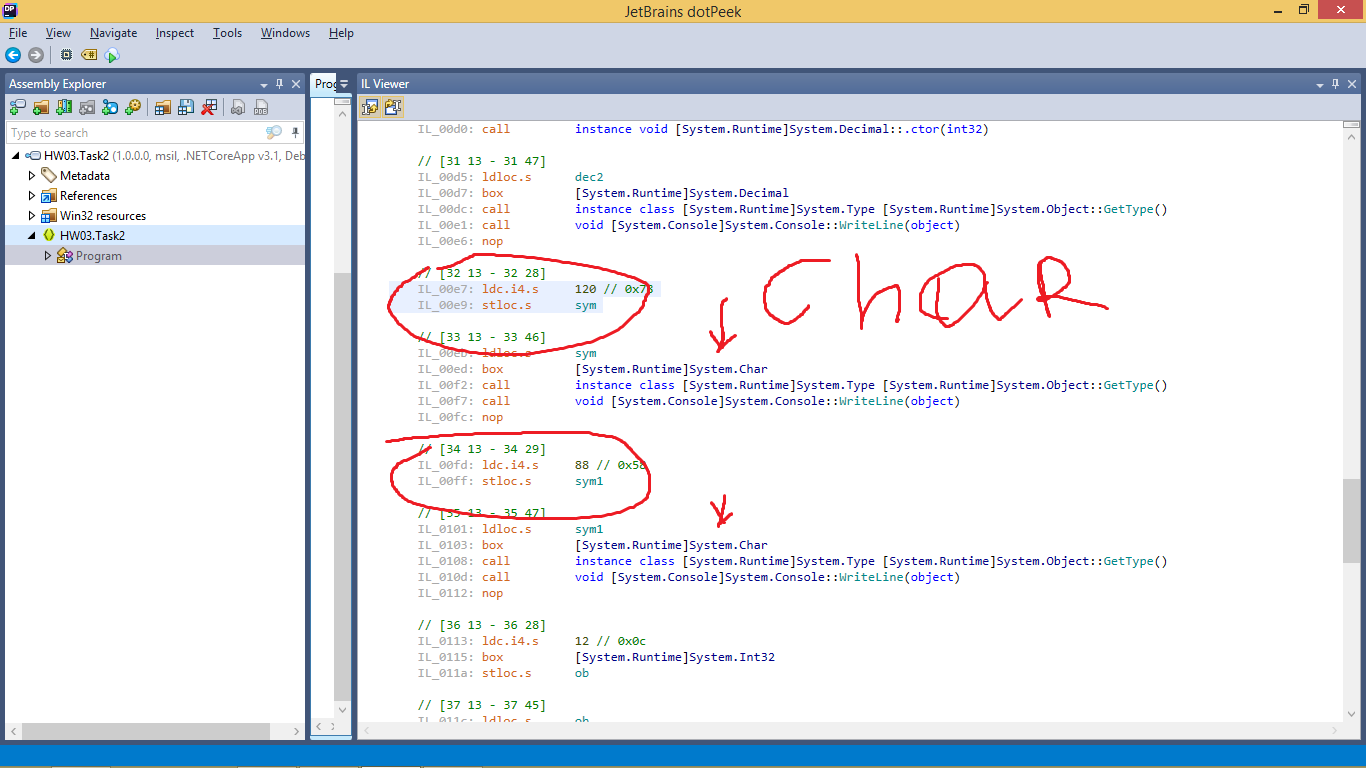 JetBrains dotPeek
File View Navigate Inspect Tools Windows Help
Assembly Explorer
Type to search
HW03.Task2 (1.0.0.0, msil, .NETCoreApp v3.1, Deb
Metadata
References
Win32 resources
HW03.Task2
Program
Prog
IL Viewer
IL_00d0: call instance void [System.Runtime]System.Decimal::.ctor(int32)
// [31 13 - 31 47]
IL_00d5: ldloc.s dec2
IL_00d7: box [System.Runtime]System.Decimal
IL_00dc: call instance class [System.Runtime]System.Type [System.Runtime]System.Object::GetType()
IL_00e1: call void [System.Console]System.Console::WriteLine(object)
IL_00e6: nop
// [32 13 - 32 28]
IL_00e7: ldc.i4.s 120 // 0x78
IL_00e9: stloc.s sym
char
// [33 13 - 33 46]
IL_00eb: ldloc.s sym
IL_00ed: box [System.Runtime]System.Char
IL_00f2: call instance class [System.Runtime]System.Type [System.Runtime]System.Object::GetType()
IL_00f7: call void [System.Console]System.Console::WriteLine(object)
IL_00fc: nop
// [34 13 - 34 29]
IL_00fd: ldc.i4.s 88 // 0x58
IL_00ff: stloc.s sym1
// [35 13 - 35 47]
IL_0101: ldloc.s sym1
IL_0103: box [System.Runtime]System.Char
IL_0108: call instance class [System.Runtime]System.Type [System.Runtime]System.Object::GetType()
IL_010d: call void [System.Console]System.Console::WriteLine(object)
IL_0112: nop
// [36 13 - 36 28]
IL_0113: ldc.i4.s 12 // 0x0c
IL_0115: box [System.Runtime]System.Int32
IL_011a: stloc.s ob
// [37 13 - 37 45]
IL_011c: ldloc.s ob